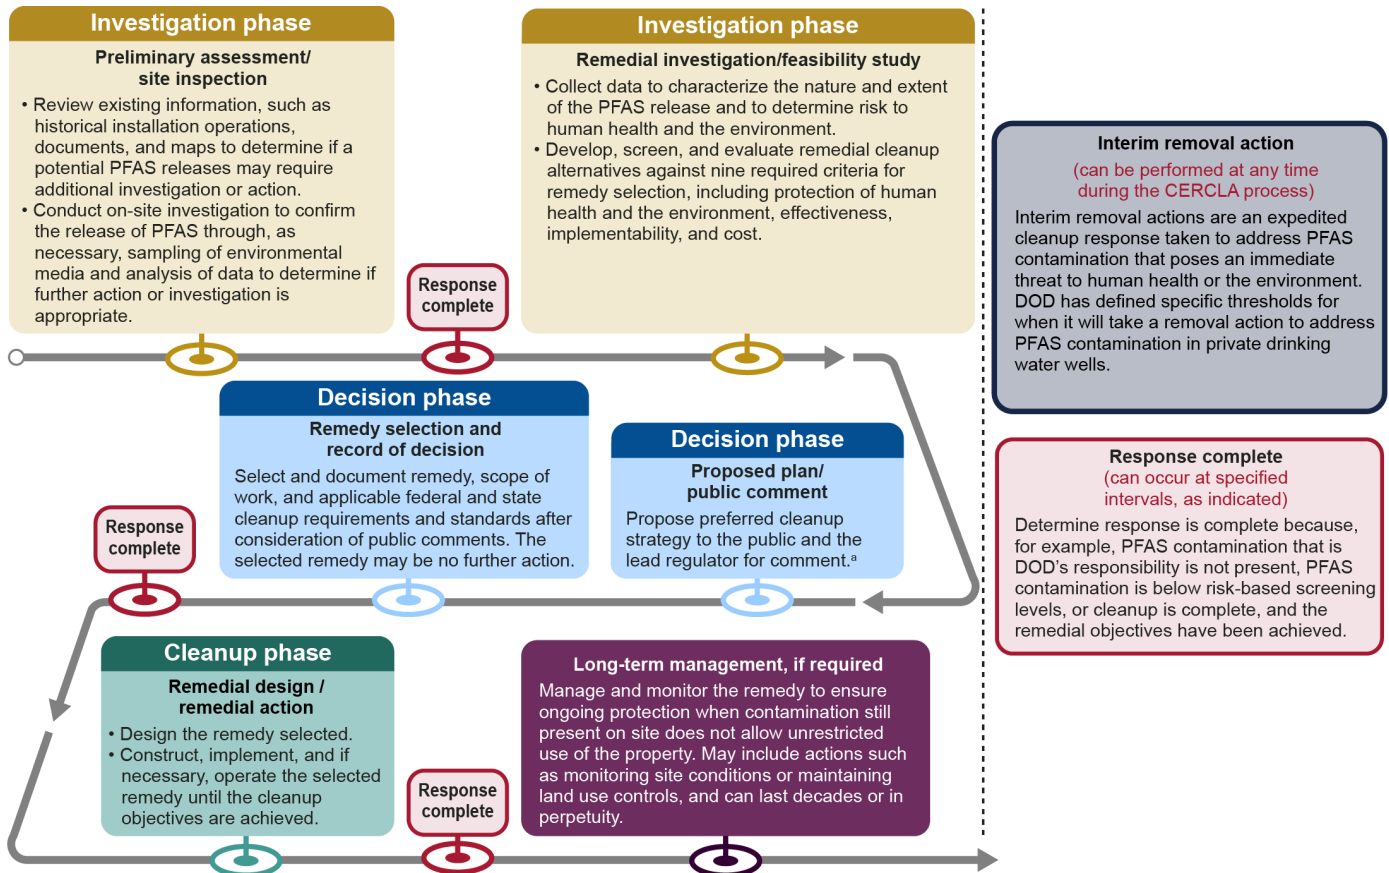 Investigation phase
Preliminary assessment/
site inspection
• Review existing information, such as
historical installation operations,
documents, and maps to determine if a
potential PFAS releases may require
additional investigation or action.
• Conduct on-site investigation to confirm
the release of PFAS through, as
necessary, sampling of environmental
media and analysis of data to determine if
further action or investigation is
appropriate.
Response
complete
Investigation phase
Remedial investigation/feasibility study
• Collect data to characterize the nature and extent
of the PFAS release and to determine risk to
human health and the environment.
• Develop, screen, and evaluate remedial cleanup
alternatives against nine required criteria for
remedy selection, including protection of human
health and the environment, effectiveness,
implementability, and cost.
Decision phase
Proposed plan/
public comment
Propose preferred cleanup
strategy to the public and the
lead regulator for comment.ᵃ
Decision phase
Remedy selection and
record of decision
Select and document remedy, scope of
work, and applicable federal and state
cleanup requirements and standards after
consideration of public comments. The
selected remedy may be no further action.
Response
complete
Cleanup phase
Remedial design /
remedial action
• Design the remedy selected.
• Construct, implement, and if
necessary, operate the selected
remedy until the cleanup
objectives are achieved.
Response
complete
Long-term management, if required
Manage and monitor the remedy to ensure
ongoing protection when contamination still
present on site does not allow unrestricted
use of the property. May include actions such
as monitoring site conditions or maintaining
land use controls, and can last decades or in
perpetuity.
Interim removal action
(can be performed at any time
during the CERCLA process)
Interim removal actions are an expedited
cleanup response taken to address PFAS
contamination that poses an immediate
threat to human health or the environment.
DOD has defined specific thresholds for
when it will take a removal action to address
PFAS contamination in private drinking
water wells.
Response complete
(can occur at specified
intervals, as indicated)
Determine response is complete because,
for example, PFAS contamination that is
DOD’s responsibility is not present, PFAS
contamination is below risk-based screening
levels, or cleanup is complete, and the
remedial objectives have been achieved.